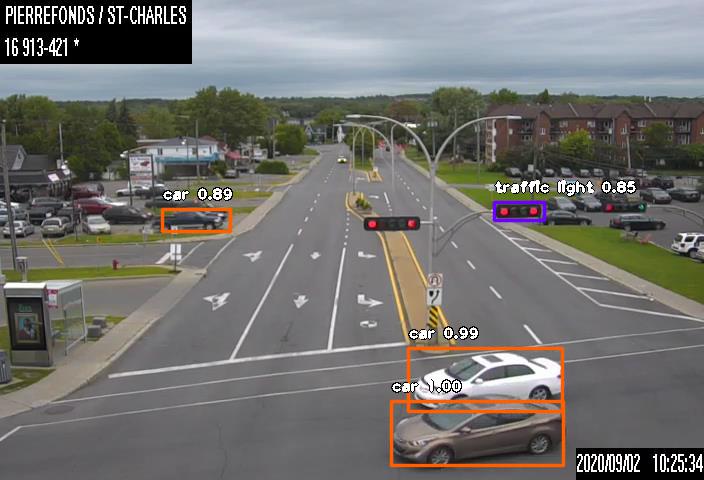 PIERREFONDS / ST-CHARLES
16 913-421 *
car 0.89
traffic light 0.85
car 0.99
car 1.00
2020/09/02 10:25:34